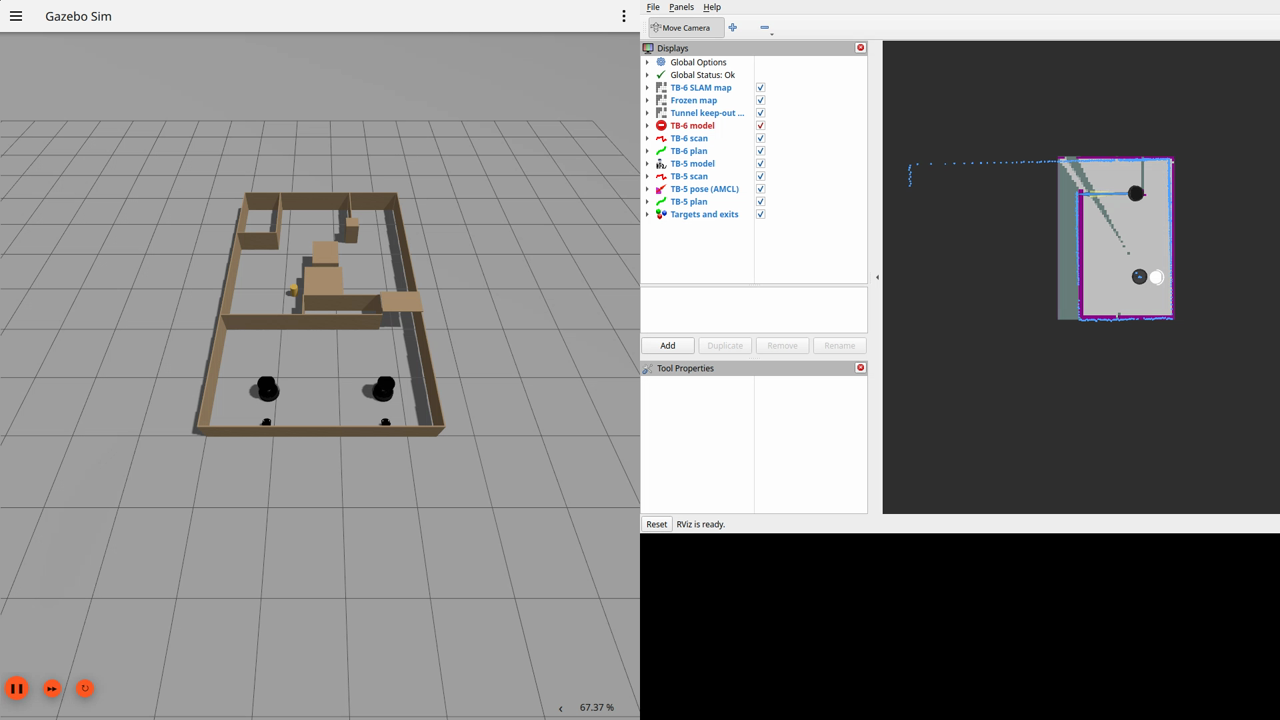 Gazebo Sim
67.37 %
File Panels Help
Move Camera
Displays
Global Options
Global Status: Ok
TB-6 SLAM map
Frozen map
Tunnel keep-out ...
TB-6 model
TB-6 scan
TB-6 plan
TB-5 model
TB-5 scan
TB-5 pose (AMCL)
TB-5 plan
Targets and exits
Add Duplicate Remove Rename
Tool Properties
Reset RViz is ready.